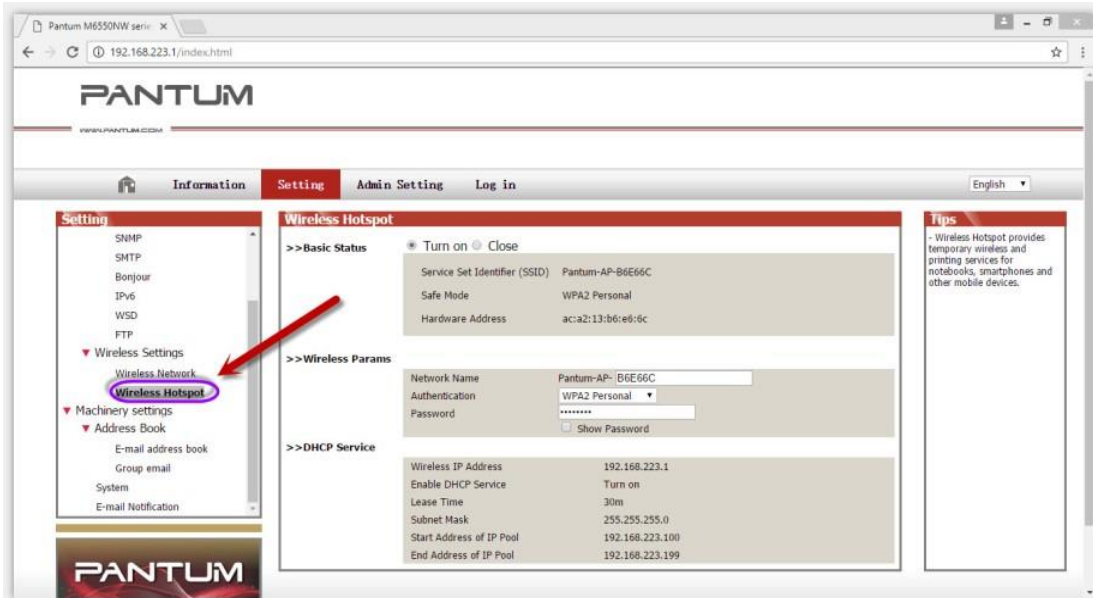 Pantum M6550NW serie
192.168.223.1/index.html
PANTUM
WWW.PANTUM.COM
Information Setting Admin Setting Log in English
Setting
SNMP
SMTP
Bonjour
IPv6
WSD
FTP
Wireless Settings
Wireless Network
Wireless Hotspot
Machinery settings
Address Book
E-mail address book
Group email
System
E-mail Notification
PANTUM
Wireless Hotspot
>>Basic Status Turn on Close
Service Set Identifier (SSID) Pantum-AP-B6E66C
Safe Mode WPA2 Personal
Hardware Address ac:a2:13:b6:e6:6c
>>Wireless Params
Network Name Pantum-AP- B6E66C
Authentication WPA2 Personal
Password ••••••••
Show Password
>>DHCP Service
Wireless IP Address 192.168.223.1
Enable DHCP Service Turn on
Lease Time 30m
Subnet Mask 255.255.255.0
Start Address of IP Pool 192.168.223.100
End Address of IP Pool 192.168.223.199
Tips
- Wireless Hotspot provides
temporary wireless and
printing services for
notebooks, smartphones and
other mobile devices.